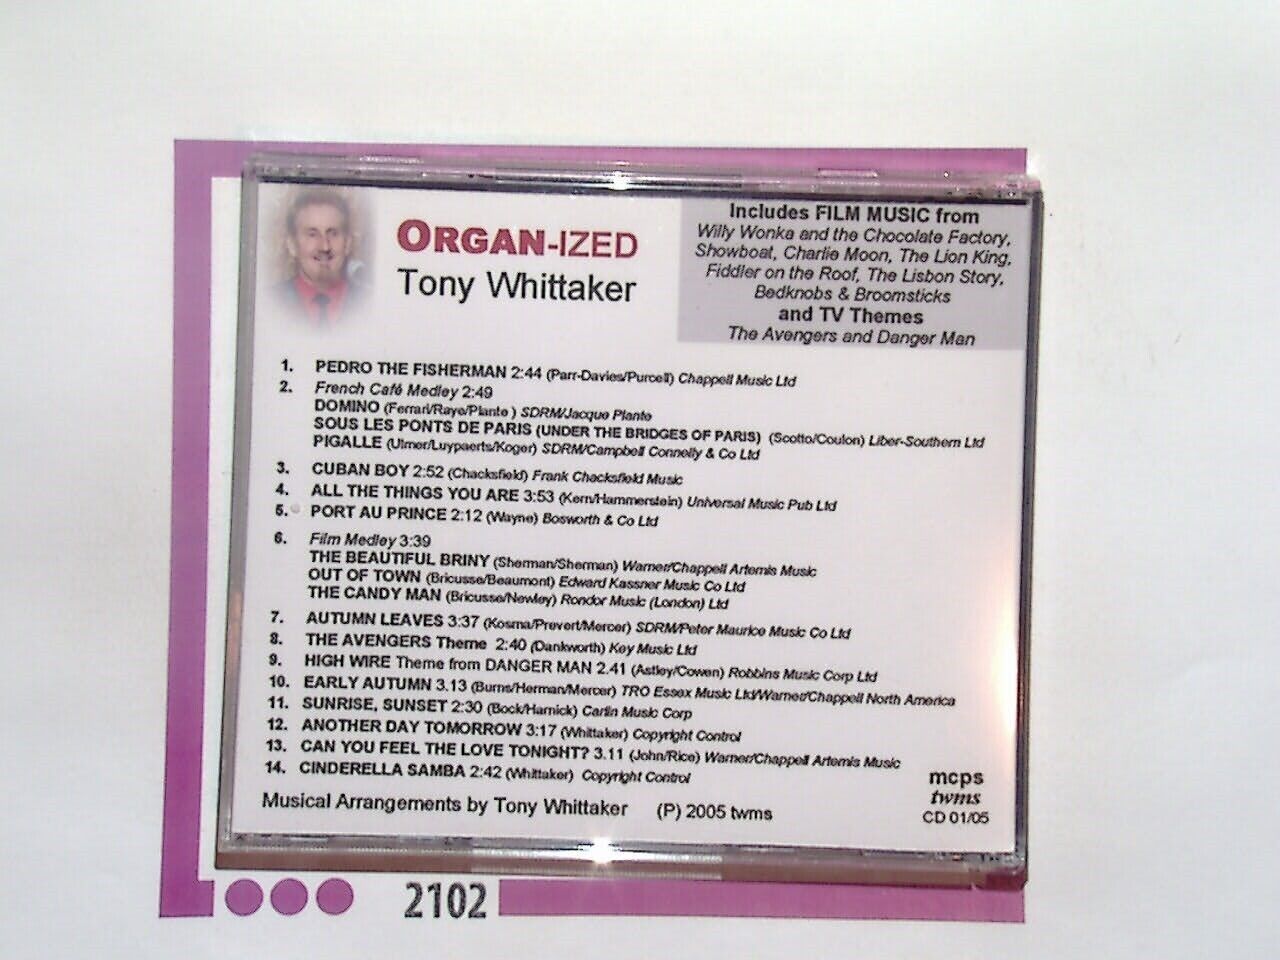 ORGAN-IZED
Tony Whittaker
Includes FILM MUSIC from
Willy Wonka and the Chocolate Factory,
Showboat, Charlie Moon, The Lion King,
Fiddler on the Roof, The Lisbon Story,
Bedknobs & Broomsticks
and TV Themes
The Avengers and Danger Man
1. PEDRO THE FISHERMAN 2:44 (Parr-Davies/Purcell) Chappell Music Ltd
2. French Café Medley 2:49
DOMINO (Ferrari/Raye/Plante ) SDRM/Jacque Plante
SOUS LES PONTS DE PARIS (UNDER THE BRIDGES OF PARIS) (Scotto/Coulon) Liber-Southern Ltd
PIGALLE (Ulmer/Luypaerts/Koger) SDRM/Campbell Connelly & Co Ltd
3. CUBAN BOY 2:52 (Chacksfield) Frank Chacksfield Music
4. ALL THE THINGS YOU ARE 3:53 (Kern/Hammerstein) Universal Music Pub Ltd
5. PORT AU PRINCE 2:12 (Wayne) Bosworth & Co Ltd
6. Film Medley 3:39
THE BEAUTIFUL BRINY (Sherman/Sherman) Warner/Chappell Artemis Music
OUT OF TOWN (Bricusse/Beaumont) Edward Kassner Music Co Ltd
THE CANDY MAN (Bricusse/Newley) Rondor Music (London) Ltd
7. AUTUMN LEAVES 3:37 (Kosma/Prevert/Mercer) SDRM/Peter Maurice Music Co Ltd
8. THE AVENGERS Theme 2:40 (Dankworth) Key Music Ltd
9. HIGH WIRE Theme from DANGER MAN 2.41 (Astley/Cowen) Robbins Music Corp Ltd
10. EARLY AUTUMN 3.13 (Burns/Herman/Mercer) TRO Essex Music Ltd/Warner/Chappell North America
11. SUNRISE, SUNSET 2:30 (Bock/Harnick) Carlin Music Corp
12. ANOTHER DAY TOMORROW 3:17 (Whittaker) Copyright Control
13. CAN YOU FEEL THE LOVE TONIGHT? 3.11 (John/Rice) Warner/Chappell Artemis Music
14. CINDERELLA SAMBA 2:42 (Whittaker) Copyright Control
Musical Arrangements by Tony Whittaker (P) 2005 twms
mcps
twms
CD 01/05
2102